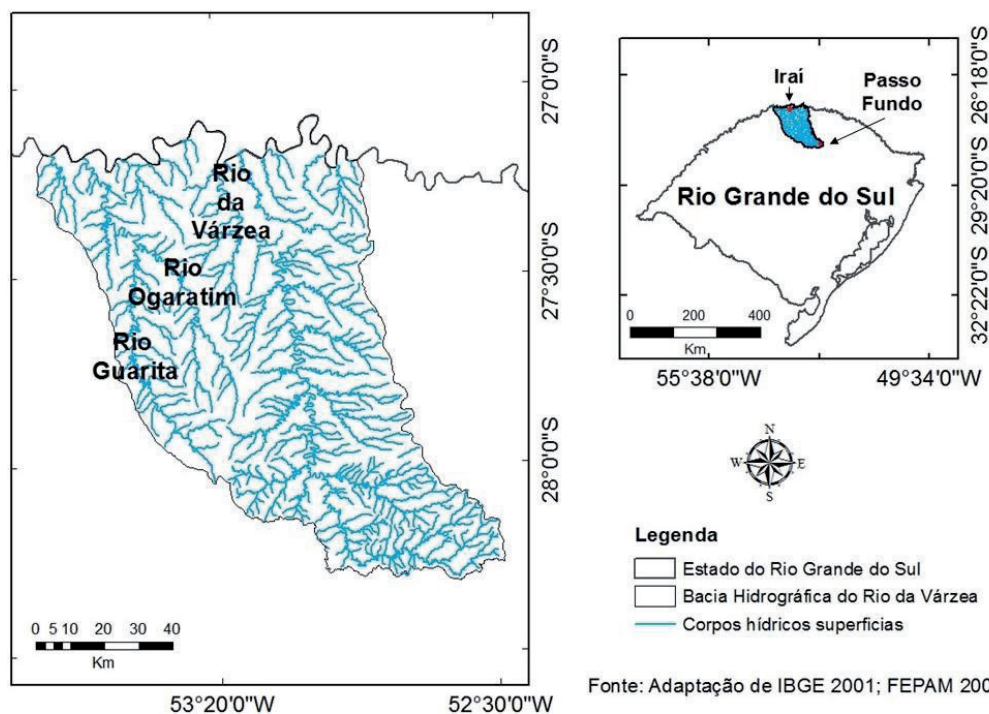 27°0'0"S
27°30'0"S
28°0'0"S
Rio
da
Várzea
Rio
Ogaratim
Rio
Guarita
0 5 10 20 30 40
Km
53°20'0"W
52°30'0"W
Iraí
Passo
Fundo
Rio Grande do Sul
26°18'0"S
29°20'0"S
32°22'0"S
0 200 400
Km
55°38'0"W
49°34'0"W
N
W
E
S
Legenda
Estado do Rio Grande do Sul
Bacia Hidrográfica do Rio da Várzea
Corpos hídricos superficias
Fonte: Adaptação de IBGE 2001; FEPAM 200